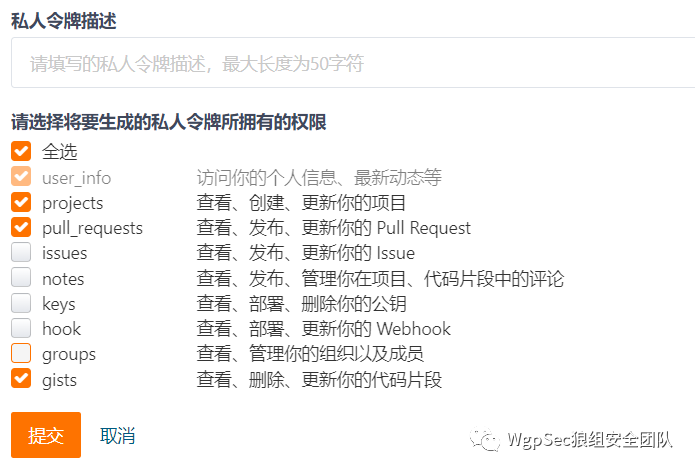 私人令牌描述
请填写的私人令牌描述，最大长度为50字符
请选择将要生成的私人令牌所拥有的权限
全选
user_info 访问你的个人信息、最新动态等
projects 查看、创建、更新你的项目
pull_requests 查看、发布、更新你的 Pull Request
issues 查看、发布、更新你的 Issue
notes 查看、发布、管理你在项目、代码片段中的评论
keys 查看、部署、删除你的公钥
hook 查看、部署、更新你的 Webhook
groups 查看、管理你的组织以及成员
gists 查看、删除、更新你的代码片段
提交 取消
WgpSec狼组安全团队